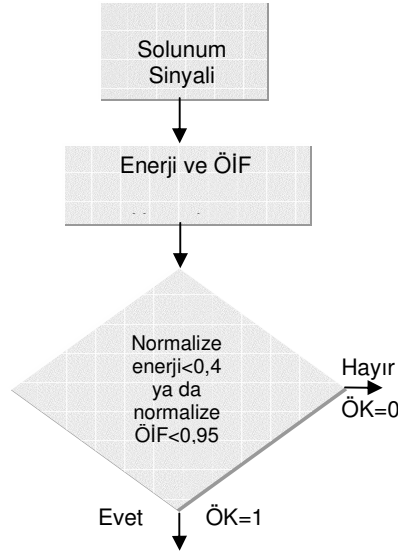 Solunum
Sinyali
Enerji ve ÖİF
Normalize
enerji<0,4
ya da
normalize
ÖİF<0,95
Hayır
ÖK=0
Evet ÖK=1